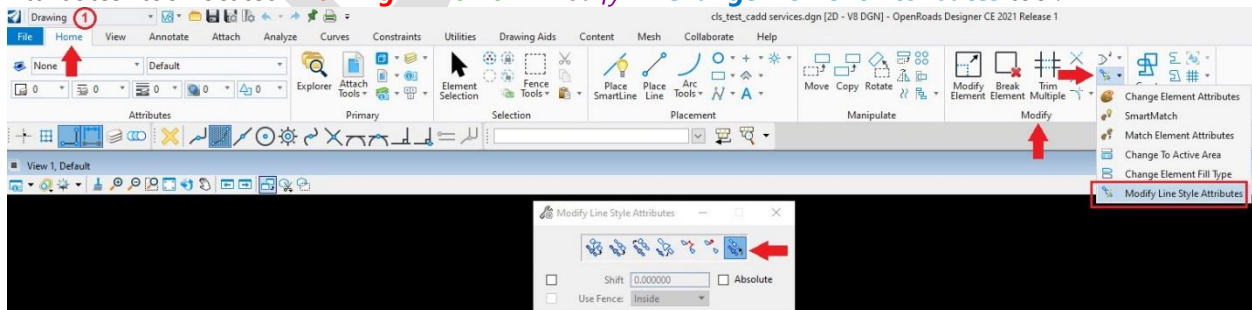 Drawing 1 cls_test_cadd services.dgn [2D - V8 DGN] - OpenRoads Designer CE 2021 Release 1
File Home View Annotate Attach Analyze Curves Constraints Utilities Drawing Aids Content Mesh Collaborate Help
None Default
0 0 0 0 0
Explorer Attach Tools Element Selection Fence Tools Place SmartLine Place Line Arc Tools Move Copy Rotate Modify Element Break Element Trim Multiple
Attributes Primary Selection Placement Manipulate Modify
Change Element Attributes
SmartMatch
Match Element Attributes
Change To Active Area
Change Element Fill Type
Modify Line Style Attributes
View 1, Default
Modify Line Style Attributes
Shift 0.000000 Absolute
Use Fence: Inside